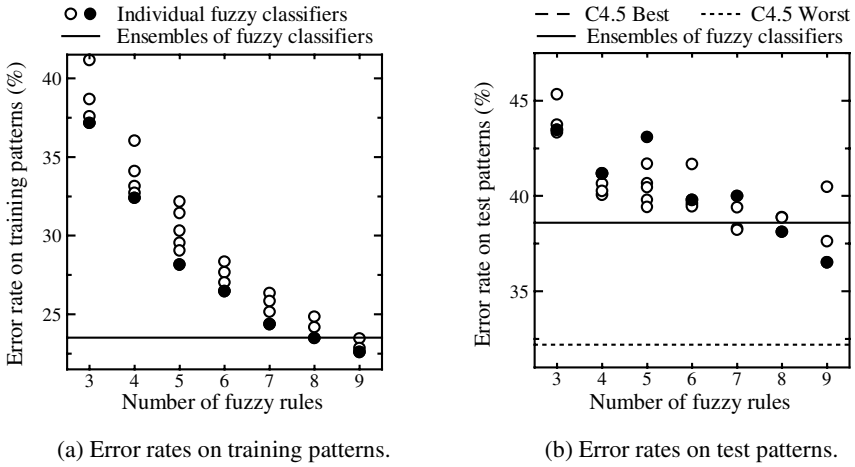 Individual fuzzy classifiers
Ensembles of fuzzy classifiers
Error rate on training patterns (%)
40
35
30
25
3 4 5 6 7 8 9
Number of fuzzy rules
(a) Error rates on training patterns.
C4.5 Best C4.5 Worst
Ensembles of fuzzy classifiers
Error rate on test patterns (%)
45
40
35
3 4 5 6 7 8 9
Number of fuzzy rules
(b) Error rates on test patterns.